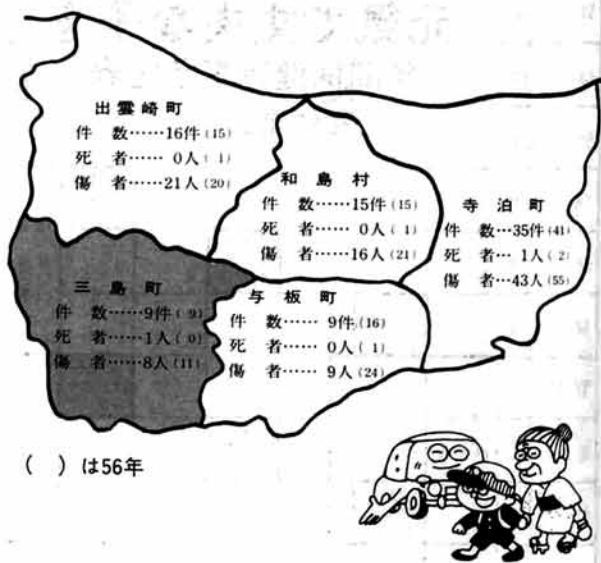 出雲崎町
件　数……16件(15)
死　者…… 0人( 1)
傷　者……21人(20)
和島村
件　数……15件(15)
死　者…… 0人( 1)
傷　者……16人(21)
寺泊町
件　数…35件(41)
死　者… 1人( 2)
傷　者…43人(55)
三島町
件　数……9件( 9)
死　者……1人( 0)
傷　者……8人(11)
与板町
件　数…… 9件(16)
死　者…… 0人( 1)
傷　者…… 9人(24)
(　)は56年